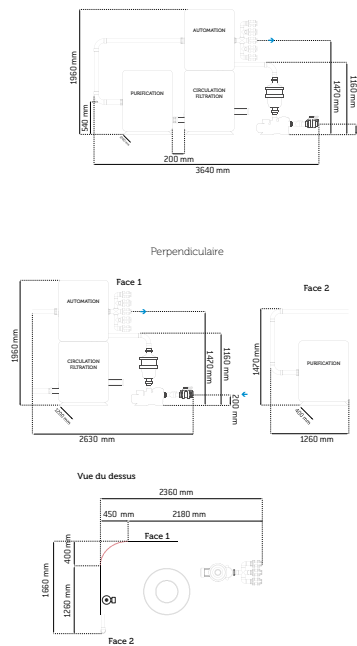 AUTOMATION
1960 mm
PURIFICATION
CIRCULATION
FILTRATION
540 mm
1470 mm
1160 mm
200 mm
3640 mm
Perpendiculaire
Face 1
Face 2
AUTOMATION
1960 mm
CIRCULATION
FILTRATION
1470 mm
1160 mm
200 mm
2630 mm
1470 mm
PURIFICATION
400 mm
1260 mm
Vue du dessus
2360 mm
450 mm
2180 mm
Face 1
400 mm
1660 mm
1260 mm
Face 2